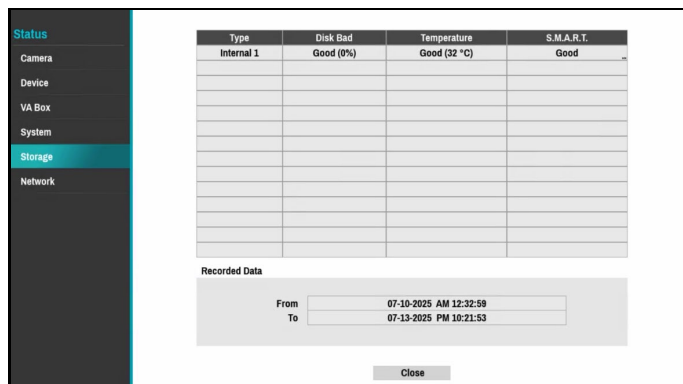 Status
Camera
Device
VA Box
System
Storage
Network
Type Disk Bad Temperature S.M.A.R.T.
Internal 1 Good (0%) Good (32 °C) Good ...
Recorded Data
From 07-10-2025 AM 12:32:59
To 07-13-2025 PM 10:21:53
Close